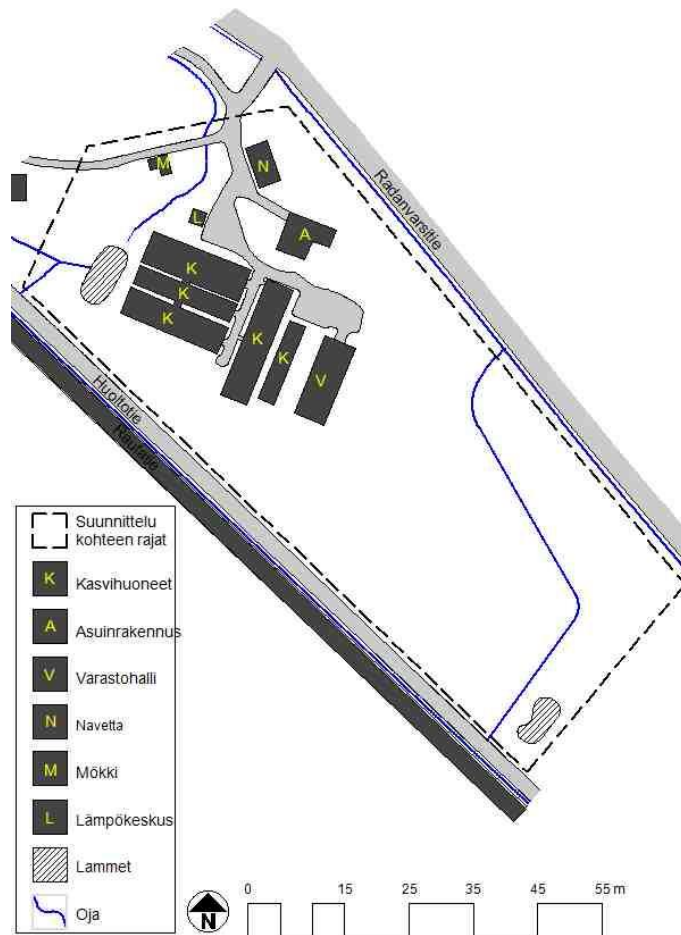 Radanvarsitie
M
N
L
A
K
K
K
K
K
V
Huoltotie
Rautatie
Suunnittelu
kohteen rajat
K Kasvihuoneet
A Asuinrakennus
V Varastohalli
N Navetta
M Mökki
L Lämpökeskus
Lammet
Oja
N
0 15 25 35 45 55 m